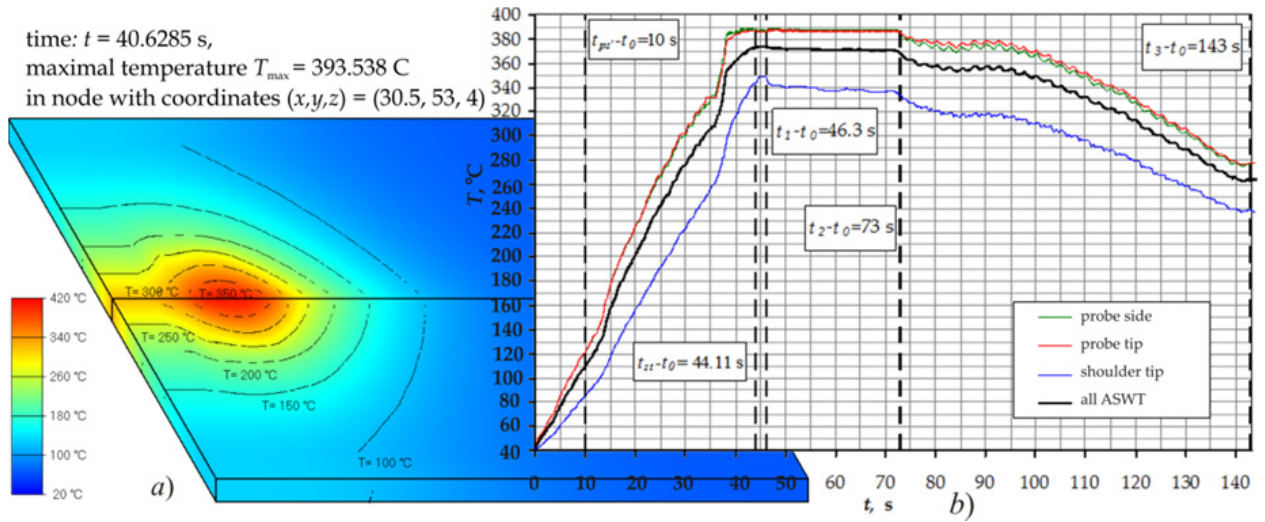 time: t = 40.6285 s,
maximal temperature Tmax = 393.538 C
in node with coordinates (x,y,z) = (30.5, 53, 4)
T= 300 °C
T= 350 °C
T= 250 °C
T= 200 °C
T= 150 °C
T= 100 °C
420 °C
340 °C
260 °C
180 °C
100 °C
20 °C
a)
400
380
360
340
320
300
280
260
240
220
200
180
160
140
120
100
80
60
40
T, °C
tpz'-t0=10 s
t3-t0=143 s
t1-t0=46.3 s
t2-t0=73 s
tzt-t0= 44.11 s
probe side
probe tip
shoulder tip
all ASWT
0 10 20 30 40 50 60 70 80 90 100 110 120 130 140
t, s
b)